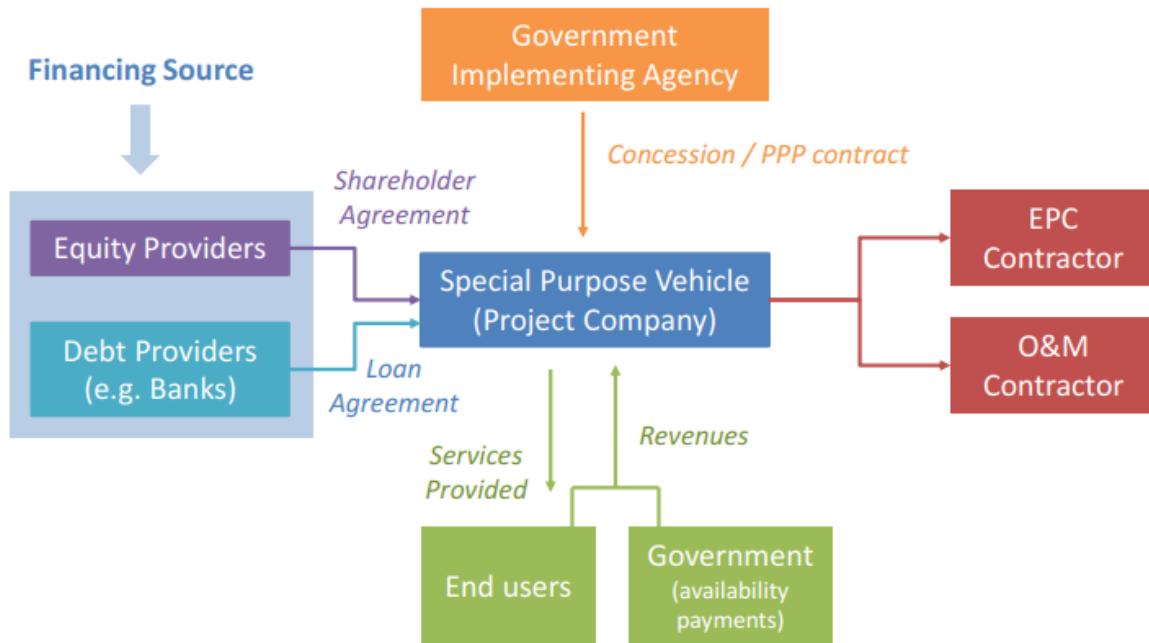 Government
Implementing Agency
Financing Source
Concession / PPP contract
Shareholder
Agreement
Equity Providers
Debt Providers
(e.g. Banks)
Loan
Agreement
Special Purpose Vehicle
(Project Company)
EPC
Contractor
O&M
Contractor
Services
Provided
Revenues
End users
Government
(availability
payments)